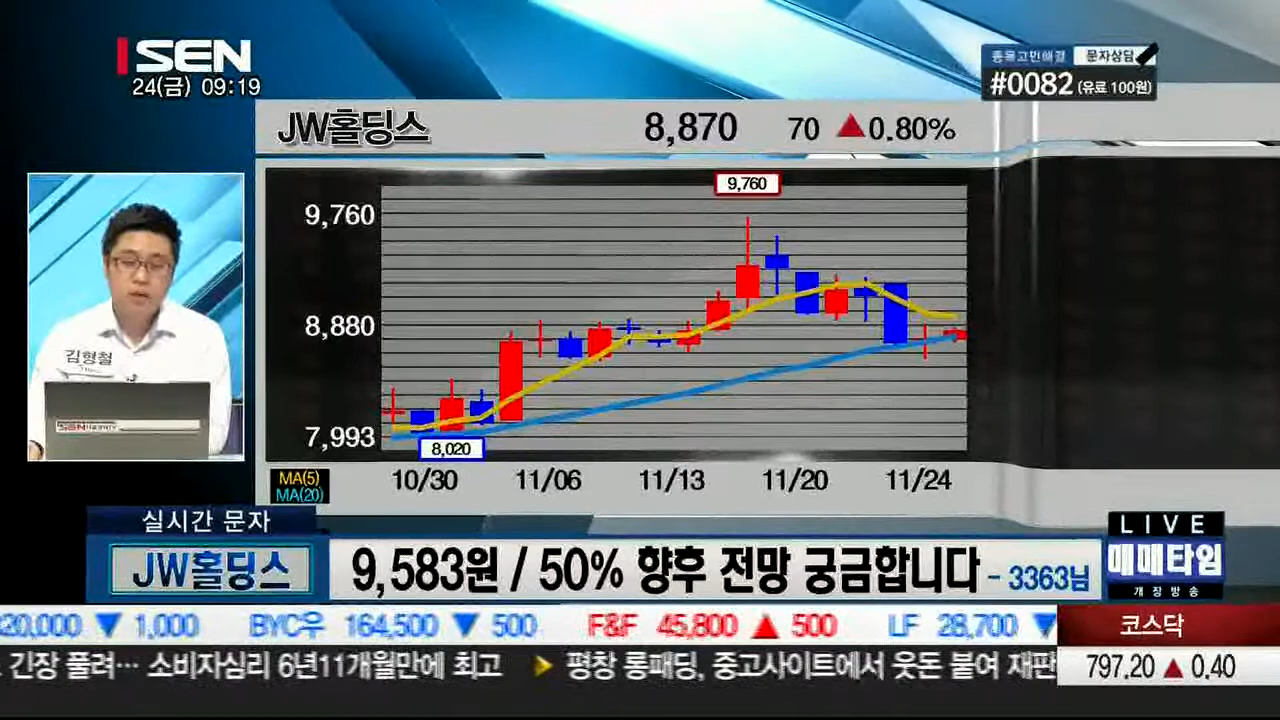 SEN
24(금) 09:19
종목고민해결 문자상담
#0082 (유료 100원)
JW홀딩스 8,870 70 ▲0.80%
9,760
9,760
8,880
7,993
8,020
10/30 11/06 11/13 11/20 11/24
MA(5)
MA(20)
김형철
SEN
실시간 문자
JW홀딩스 9,583원 / 50% 향후 전망 궁금합니다 - 3363님
LIVE
매매타임
개장방송
20,000 ▼ 1,000 BYC우 164,500 ▼ 500 F&F 45,800 ▲ 500 LF 28,700 ▼
코스닥
긴장 풀려… 소비자심리 6년11개월만에 최고 ▶ 평창 롱패딩, 중고사이트에서 웃돈 붙여 재판
797.20 ▲ 0.40